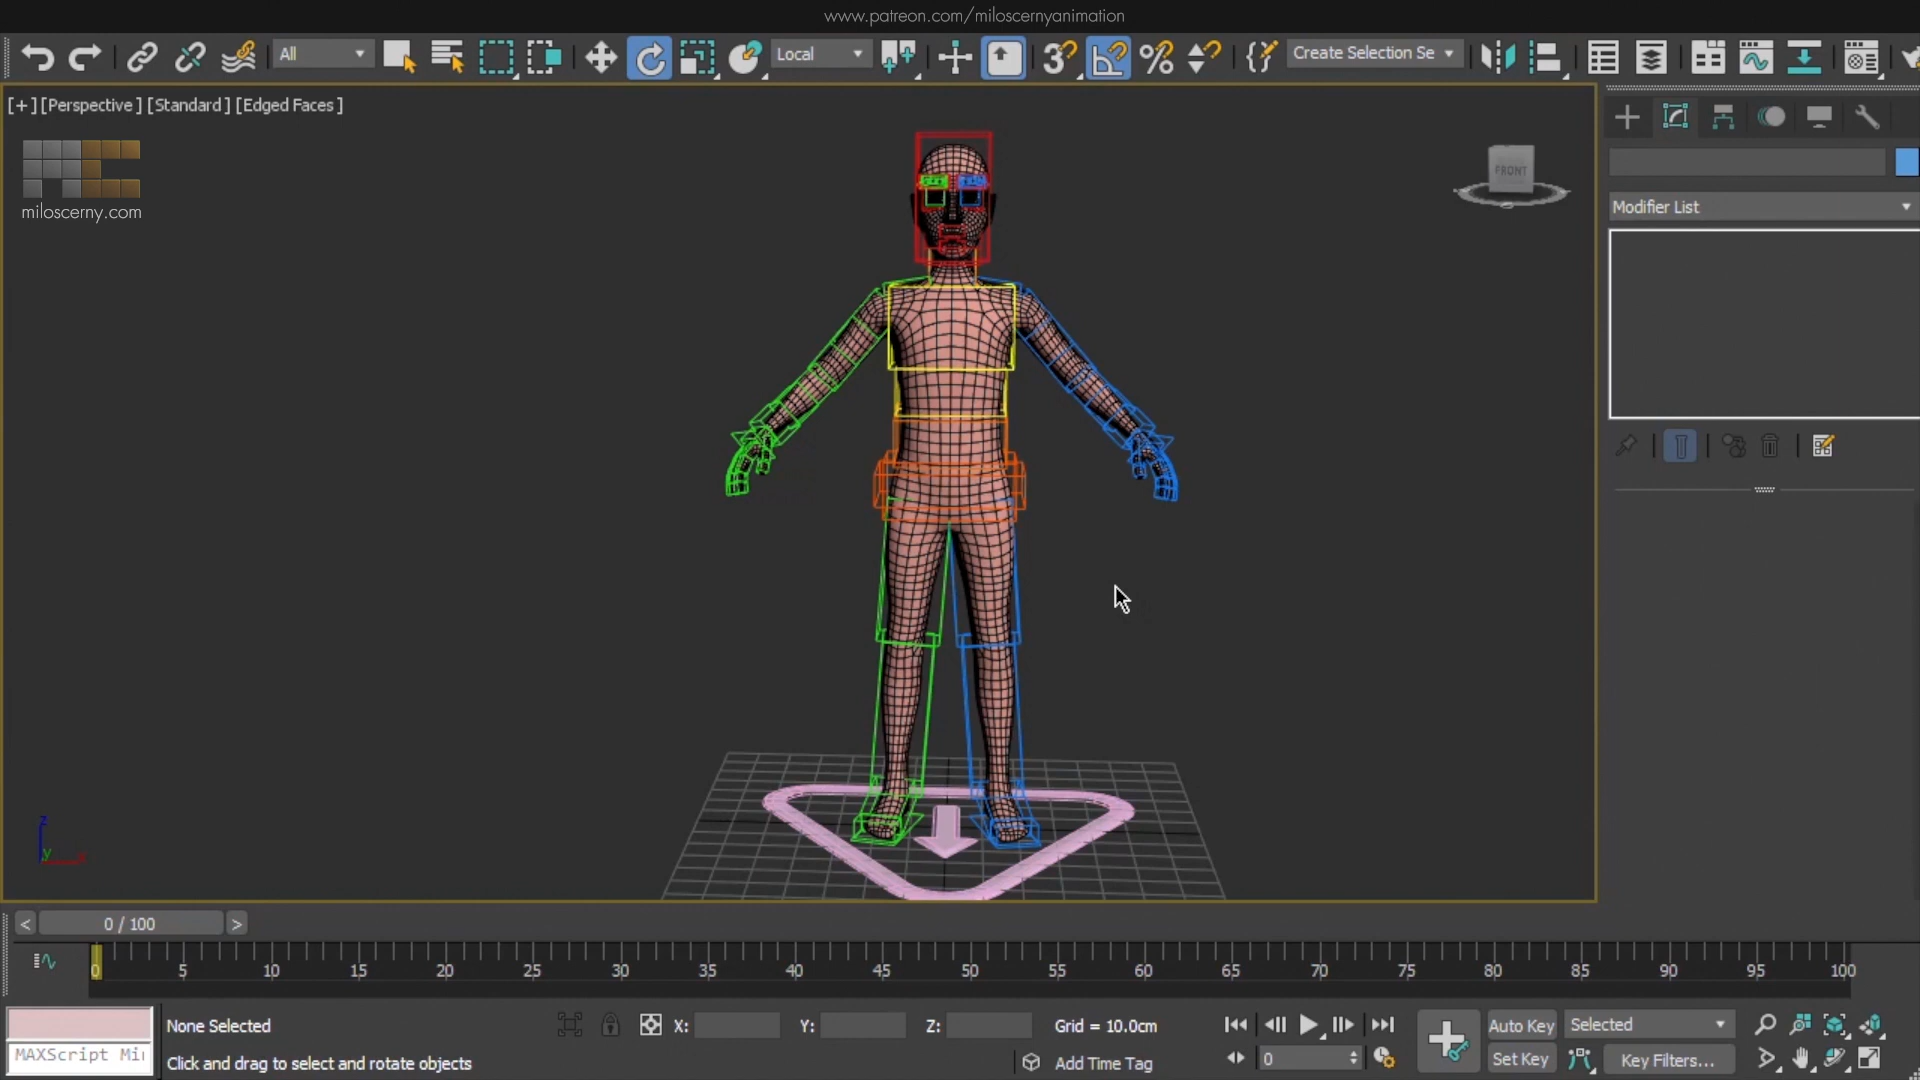 www.patreon.com/miloscernyanimation
All
Local
Create Selection Se
[+] [Perspective ] [Standard ] [Edged Faces ]
miloscerny.com
FRONT
Modifier List
z
y
x
< 0 / 100 >
0 5 10 15 20 25 30 35 40 45 50 55 60 65 70 75 80 85 90 95 100
None Selected
X: Y: Z:
Grid = 10.0cm
Auto Key
Selected
MAXScript Mi
Click and drag to select and rotate objects
Add Time Tag
0
Set Key
Key Filters...